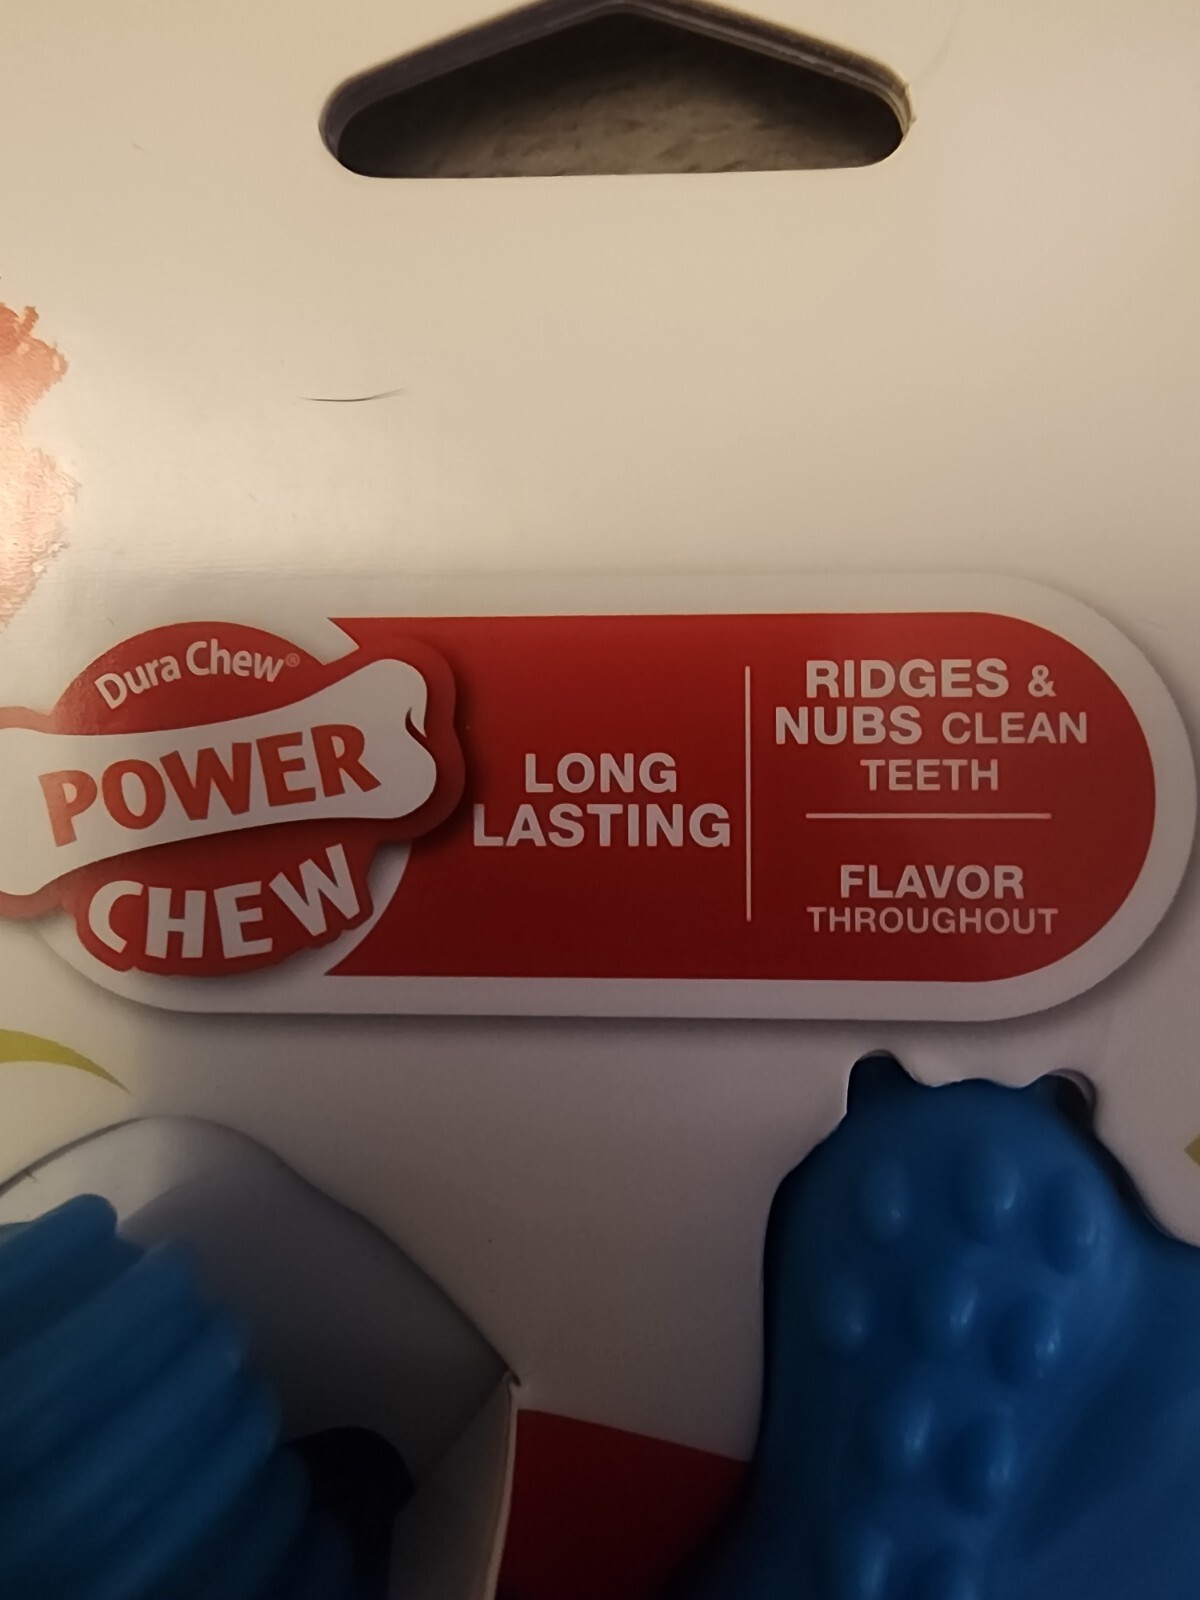 Dura Chew®
POWER
CHEW
LONG
LASTING
RIDGES &
NUBS CLEAN
TEETH
FLAVOR
THROUGHOUT